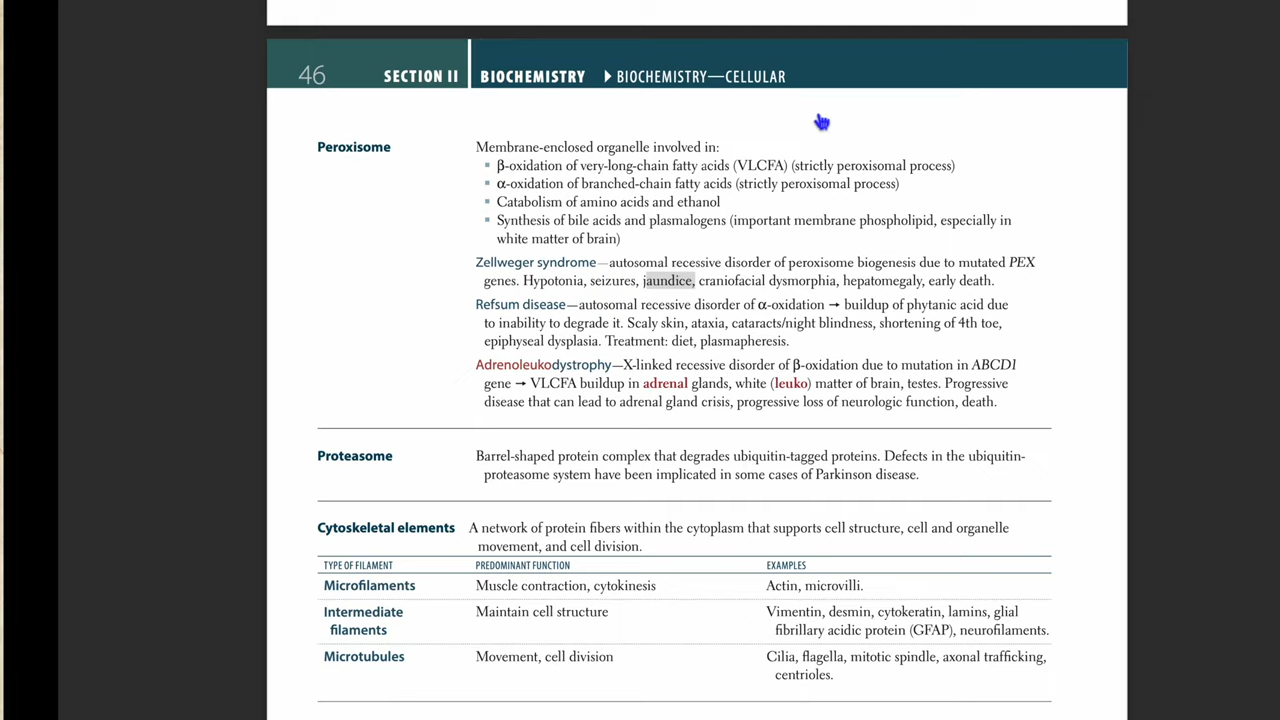 46 SECTION II BIOCHEMISTRY ▶ BIOCHEMISTRY—CELLULAR
Peroxisome Membrane-enclosed organelle involved in:
▪ β-oxidation of very-long-chain fatty acids (VLCFA) (strictly peroxisomal process)
▪ α-oxidation of branched-chain fatty acids (strictly peroxisomal process)
▪ Catabolism of amino acids and ethanol
▪ Synthesis of bile acids and plasmalogens (important membrane phospholipid, especially in
white matter of brain)
Zellweger syndrome—autosomal recessive disorder of peroxisome biogenesis due to mutated PEX
genes. Hypotonia, seizures, jaundice, craniofacial dysmorphia, hepatomegaly, early death.
Refsum disease—autosomal recessive disorder of α-oxidation → buildup of phytanic acid due
to inability to degrade it. Scaly skin, ataxia, cataracts/night blindness, shortening of 4th toe,
epiphyseal dysplasia. Treatment: diet, plasmapheresis.
Adrenoleukodystrophy—X-linked recessive disorder of β-oxidation due to mutation in ABCD1
gene → VLCFA buildup in adrenal glands, white (leuko) matter of brain, testes. Progressive
disease that can lead to adrenal gland crisis, progressive loss of neurologic function, death.
Proteasome Barrel-shaped protein complex that degrades ubiquitin-tagged proteins. Defects in the ubiquitin-
proteasome system have been implicated in some cases of Parkinson disease.
Cytoskeletal elements A network of protein fibers within the cytoplasm that supports cell structure, cell and organelle
movement, and cell division.
TYPE OF FILAMENT PREDOMINANT FUNCTION EXAMPLES
Microfilaments Muscle contraction, cytokinesis Actin, microvilli.
Intermediate Maintain cell structure Vimentin, desmin, cytokeratin, lamins, glial
filaments fibrillary acidic protein (GFAP), neurofilaments.
Microtubules Movement, cell division Cilia, flagella, mitotic spindle, axonal trafficking,
centrioles.